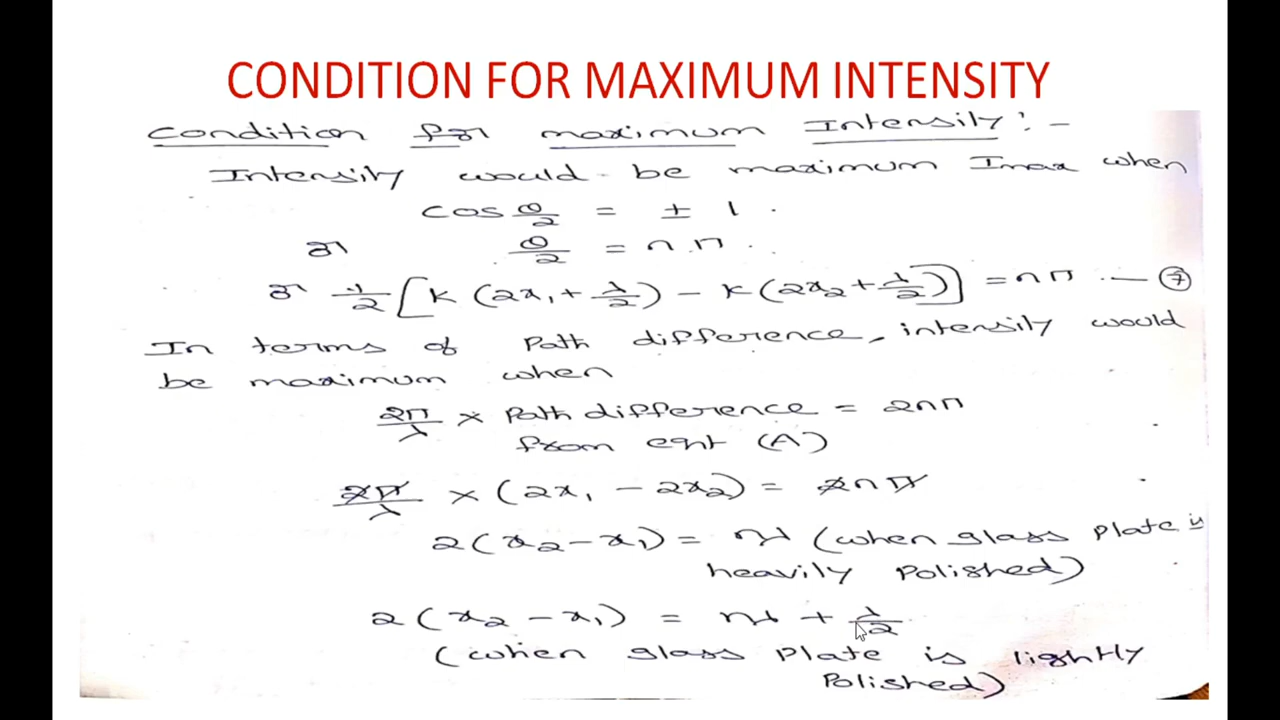 CONDITION FOR MAXIMUM INTENSITY
Condition for maximum Intensity: -
Intensity would be maximum Imax when
cos θ/2 = ± 1 .
or θ/2 = nπ .
or 1/2 [K (2x₁ + λ/2) - K (2x₂ + λ/2)] = nπ — ⑦
In terms of Path difference, intensity would
be maximum when
2π/λ × Path difference = 2nπ
from eqnt (A)
2π/λ × (2x₁ - 2x₂) = 2nπ
2(x₂ - x₁) = nλ (when glass plate is
heavily Polished)
2(x₂ - x₁) = nλ + λ/2
(when glass Plate is lightly
Polished)